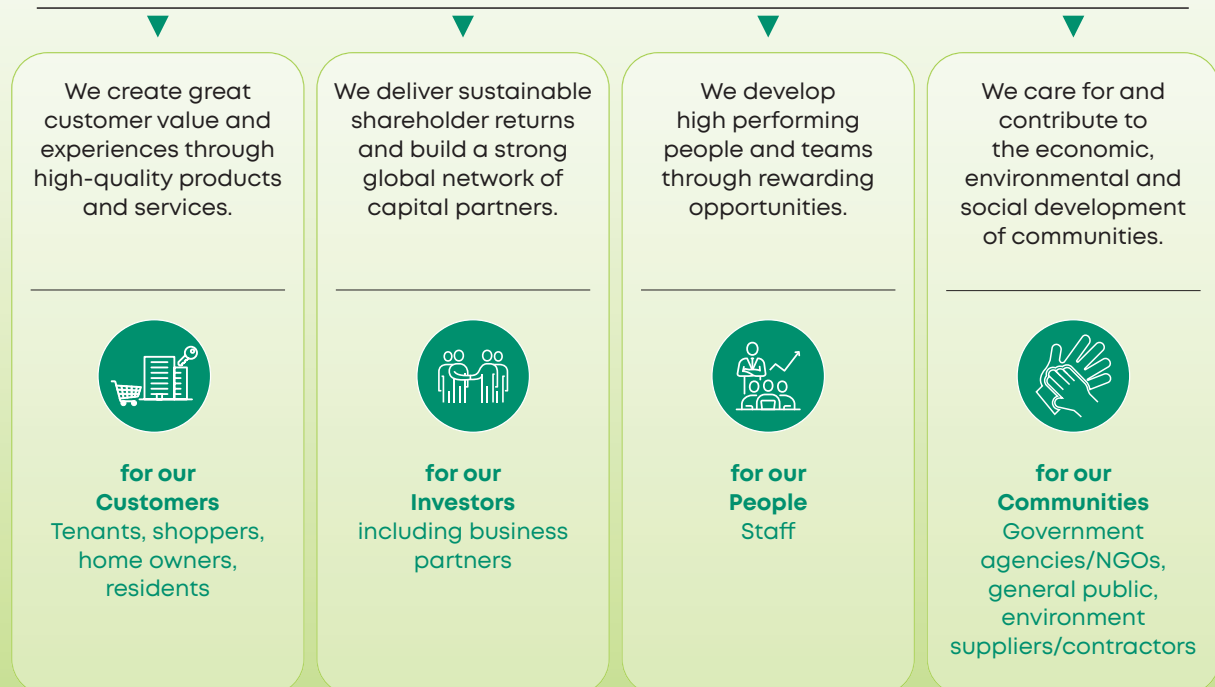 We create great
customer value and
experiences through
high-quality products
and services.
for our
Customers
Tenants, shoppers,
home owners,
residents
We deliver sustainable
shareholder returns
and build a strong
global network of
capital partners.
for our
Investors
including business
partners
We develop
high performing
people and teams
through rewarding
opportunities.
for our
People
Staff
We care for and
contribute to
the economic,
environmental and
social development
of communities.
for our
Communities
Government
agencies/NGOs,
general public,
environment
suppliers/contractors